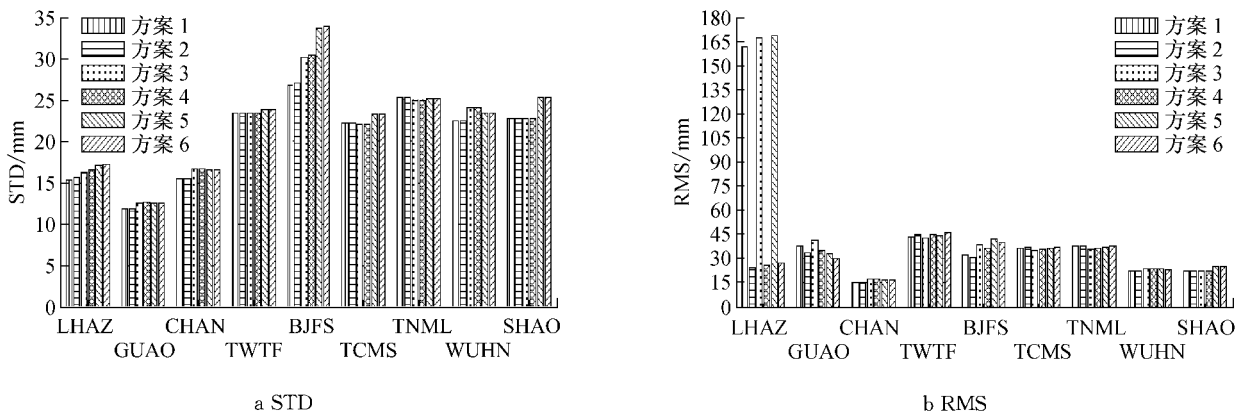 35
30
25
20
15
10
5
0
STD/mm
方案 1
方案 2
方案 3
方案 4
方案 5
方案 6
LHAZ CHAN BJFS TNML SHAO
GUAO TWTF TCMS WUHN
a STD
180
165
150
135
120
105
90
75
60
45
30
15
0
RMS/mm
方案 1
方案 2
方案 3
方案 4
方案 5
方案 6
LHAZ CHAN BJFS TNML SHAO
GUAO TWTF TCMS WUHN
b RMS